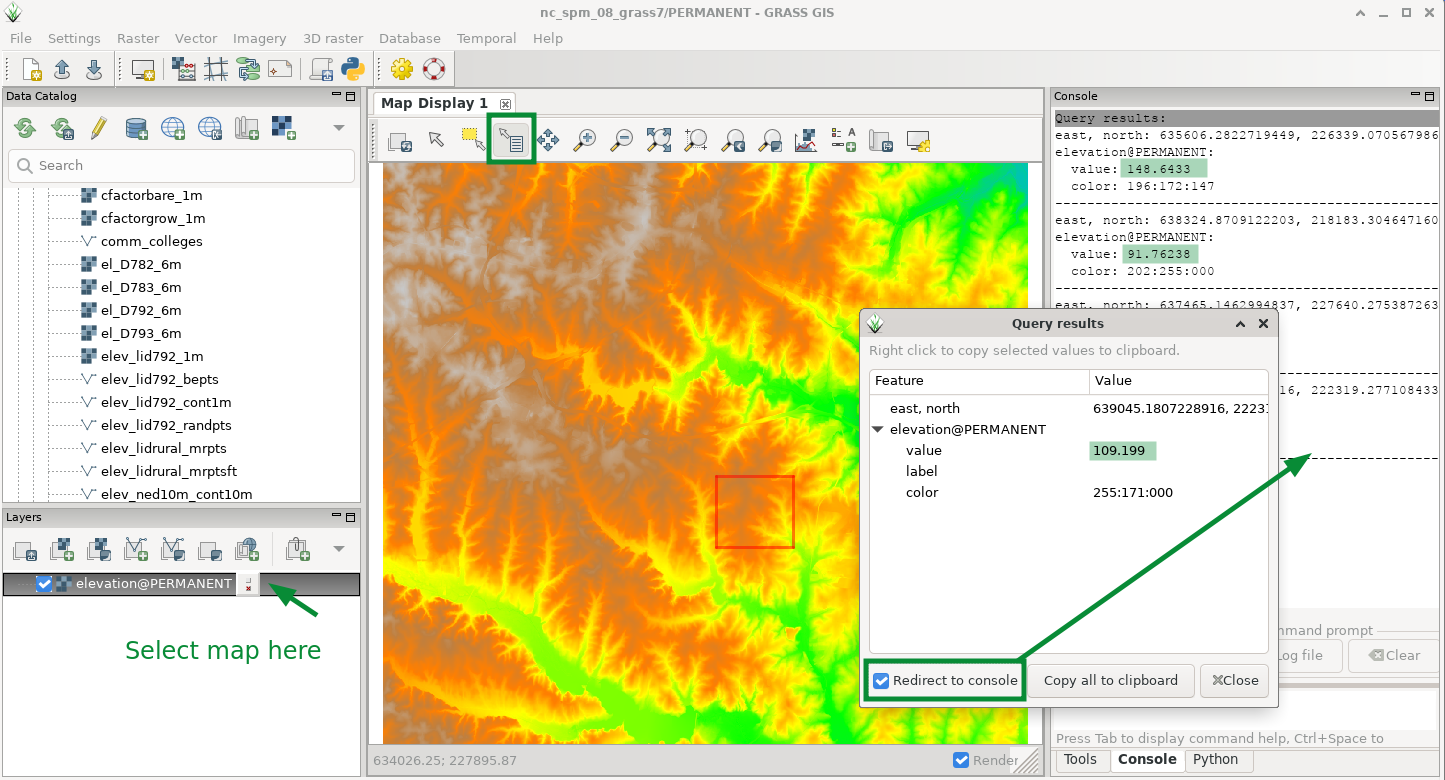 nc_spm_08_grass7/PERMANENT - GRASS GIS
File Settings Raster Vector Imagery 3D raster Database Temporal Help
Data Catalog
Search
cfactorbare_1m
cfactorgrow_1m
comm_colleges
el_D782_6m
el_D783_6m
el_D792_6m
el_D793_6m
elev_lid792_1m
elev_lid792_bepts
elev_lid792_cont1m
elev_lid792_randpts
elev_lidrural_mrpts
elev_lidrural_mrptsft
elev_ned10m_cont10m
Layers
elevation@PERMANENT
Select map here
Map Display 1
A
634026.25; 227895.87
Render
Console
Query results:
east, north: 635606.2822719449, 226339.070567986
elevation@PERMANENT:
value: 148.6433
color: 196:172:147
east, north: 638324.8709122203, 218183.304647160
elevation@PERMANENT:
value: 91.76238
color: 202:255:000
east, north: 637465.1462994837, 227640.275387263
16, 222319.277108433
Query results
Right click to copy selected values to clipboard.
Feature Value
east, north 639045.1807228916, 2223
elevation@PERMANENT
value 109.199
label
color 255:171:000
Redirect to console
Copy all to clipboard
Close
mmand prompt
Log file
Clear
Press Tab to display command help, Ctrl+Space to
Tools Console Python